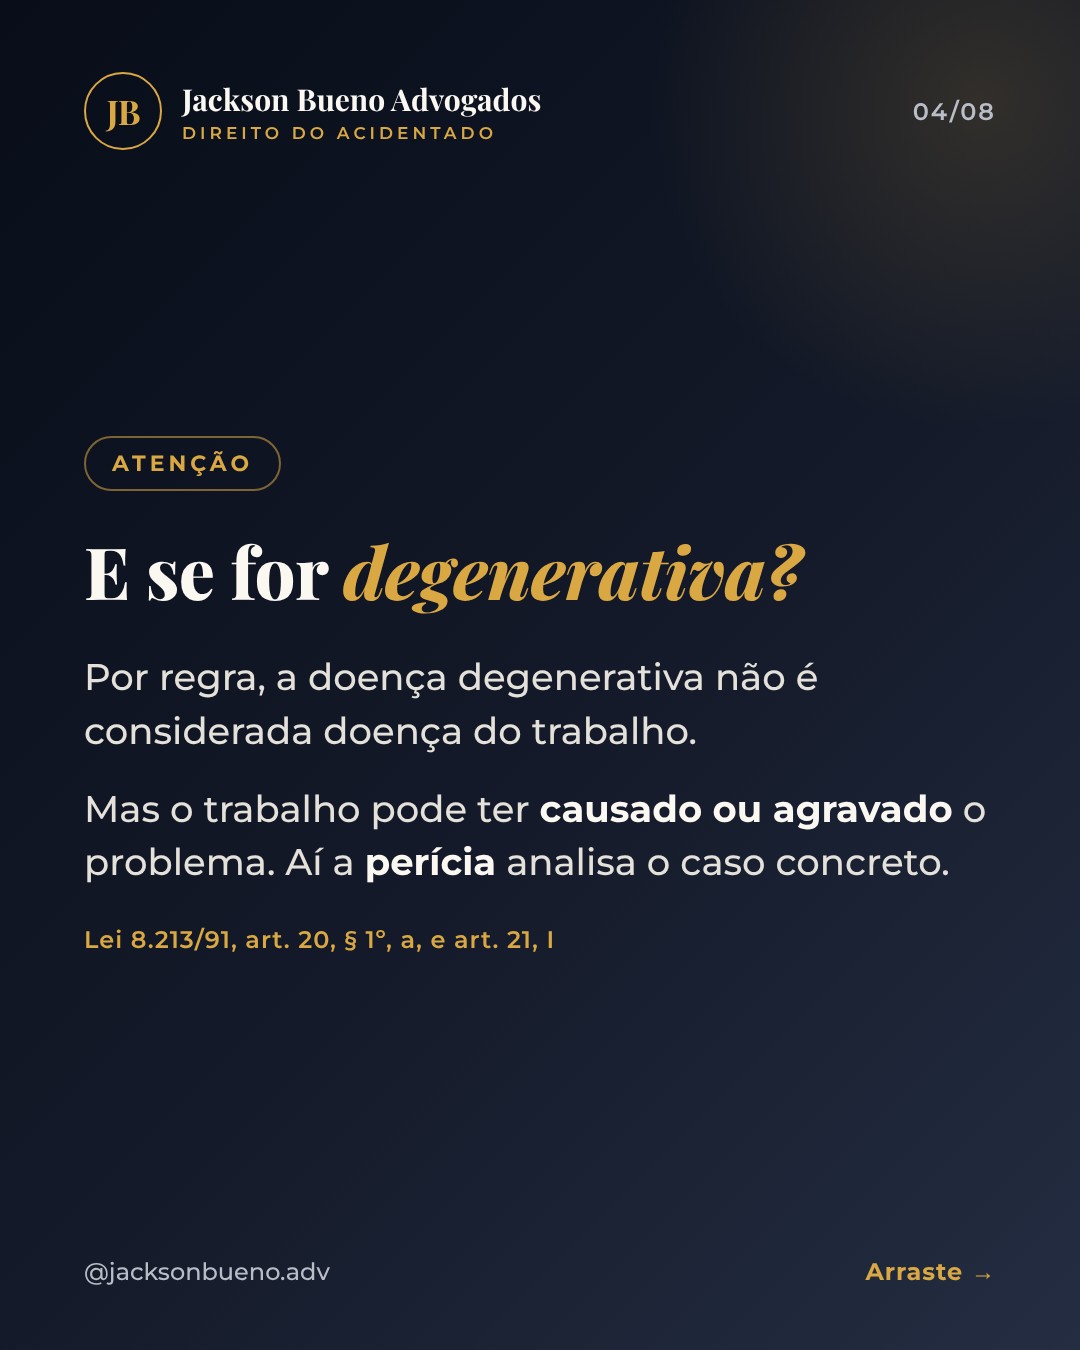 JB
Jackson Bueno Advogados
DIREITO DO ACIDENTADO
04/08
ATENÇÃO
E se for degenerativa?
Por regra, a doença degenerativa não é
considerada doença do trabalho.
Mas o trabalho pode ter causado ou agravado o
problema. Aí a perícia analisa o caso concreto.
Lei 8.213/91, art. 20, § 1º, a, e art. 21, I
@jacksonbueno.adv
Arraste →